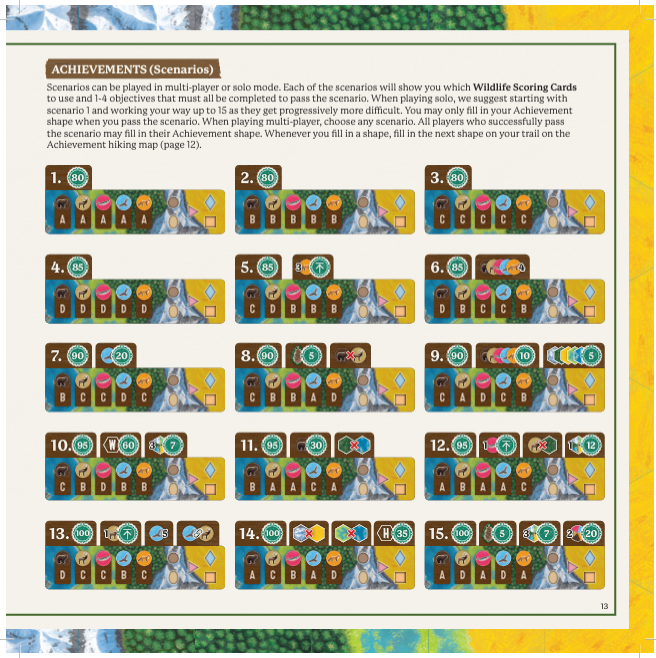 ACHIEVEMENTS (Scenarios)
Scenarios can be played in multi-player or solo mode. Each of the scenarios will show you which Wildlife Scoring Cards
to use and 1-4 objectives that must all be completed to pass the scenario. When playing solo, we suggest starting with
scenario 1 and working your way up to 15 as they get progressively more difficult. You may only fill in your Achievement
shape when you pass the scenario. When playing multi-player, choose any scenario. All players who successfully pass
the scenario may fill in their Achievement shape. Whenever you fill in a shape, fill in the next shape on your trail on the
Achievement hiking map (page 12).
1. 80
A A A A A
2. 80
B B B B B
3. 80
C C C C C
4. 85
D D D D D
5. 85 3
C D B B B
6. 85 4
D B C C B
7. 90 20
B C C D C
8. 90 5
A C B B D
9. 90 10 5
C A D C B
10. 95 W 60 3 7
C B B B B
11. 95 30
B A A C A
12. 95 1 1 12
A B A A C
13. 100 1 5
D C C B C
14. 100 H 35
A C B A D
15. 100 5 3 7 2 20
A D A D A
13